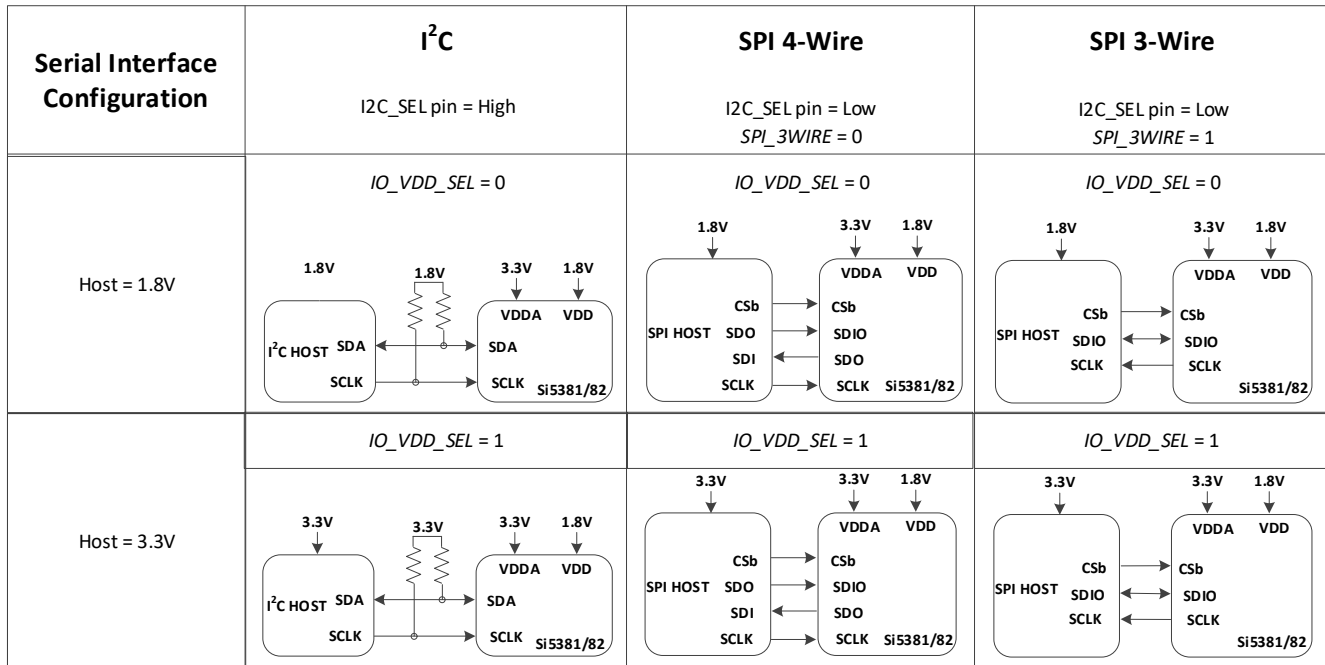 Serial Interface
Configuration
I²C
I2C_SEL pin = High
SPI 4-Wire
I2C_SEL pin = Low
SPI_3WIRE = 0
SPI 3-Wire
I2C_SEL pin = Low
SPI_3WIRE = 1
Host = 1.8V
IO_VDD_SEL = 0
1.8V
1.8V
3.3V
1.8V
VDDA
VDD
I²C HOST
SDA
SDA
SCLK
SCLK
Si5381/82
IO_VDD_SEL = 0
1.8V
3.3V
1.8V
VDDA
VDD
SPI HOST
CSb
CSb
SDO
SDIO
SDI
SDO
SCLK
SCLK
Si5381/82
IO_VDD_SEL = 0
1.8V
3.3V
1.8V
VDDA
VDD
SPI HOST
CSb
CSb
SDIO
SDIO
SCLK
SCLK
Si5381/82
Host = 3.3V
IO_VDD_SEL = 1
3.3V
3.3V
3.3V
1.8V
VDDA
VDD
I²C HOST
SDA
SDA
SCLK
SCLK
Si5381/82
IO_VDD_SEL = 1
3.3V
3.3V
1.8V
VDDA
VDD
SPI HOST
CSb
CSb
SDO
SDIO
SDI
SDO
SCLK
SCLK
Si5381/82
IO_VDD_SEL = 1
3.3V
3.3V
1.8V
VDDA
VDD
SPI HOST
CSb
CSb
SDIO
SDIO
SCLK
SCLK
Si5381/82